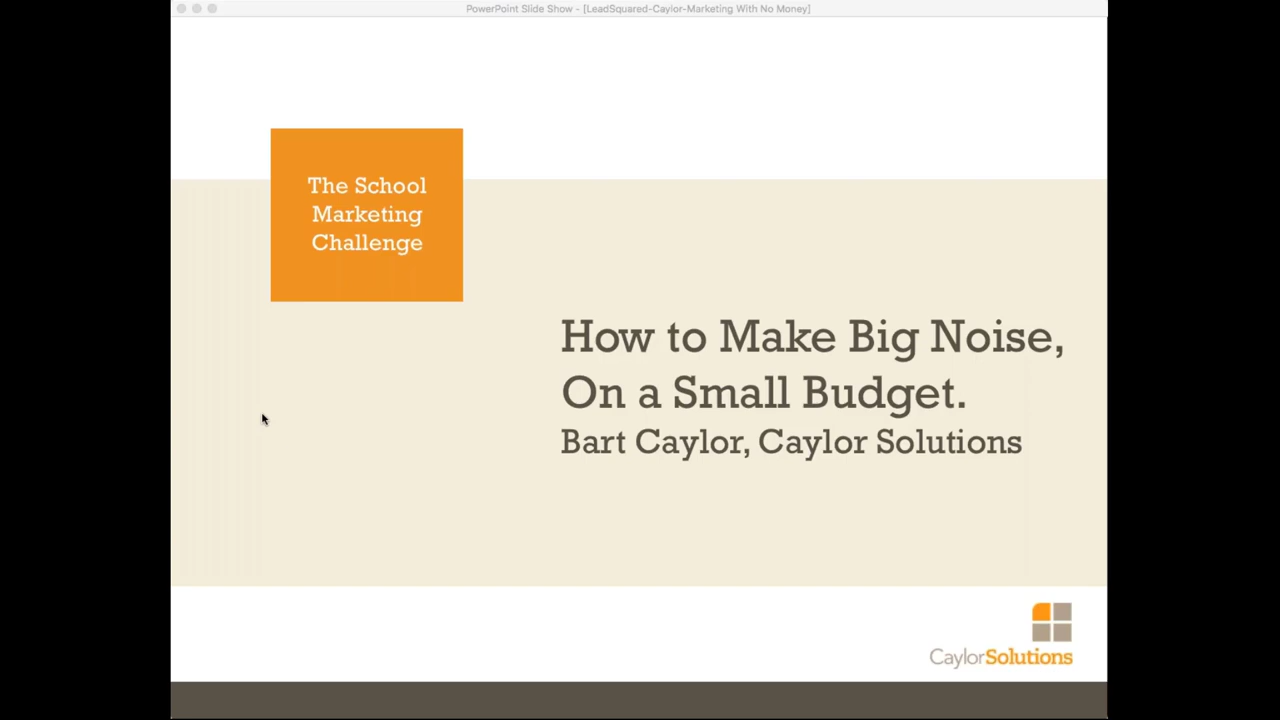 PowerPoint Slide Show - [LeadSquared-Caylor-Marketing With No Money]
The School
Marketing
Challenge
How to Make Big Noise,
On a Small Budget.
Bart Caylor, Caylor Solutions
CaylorSolutions